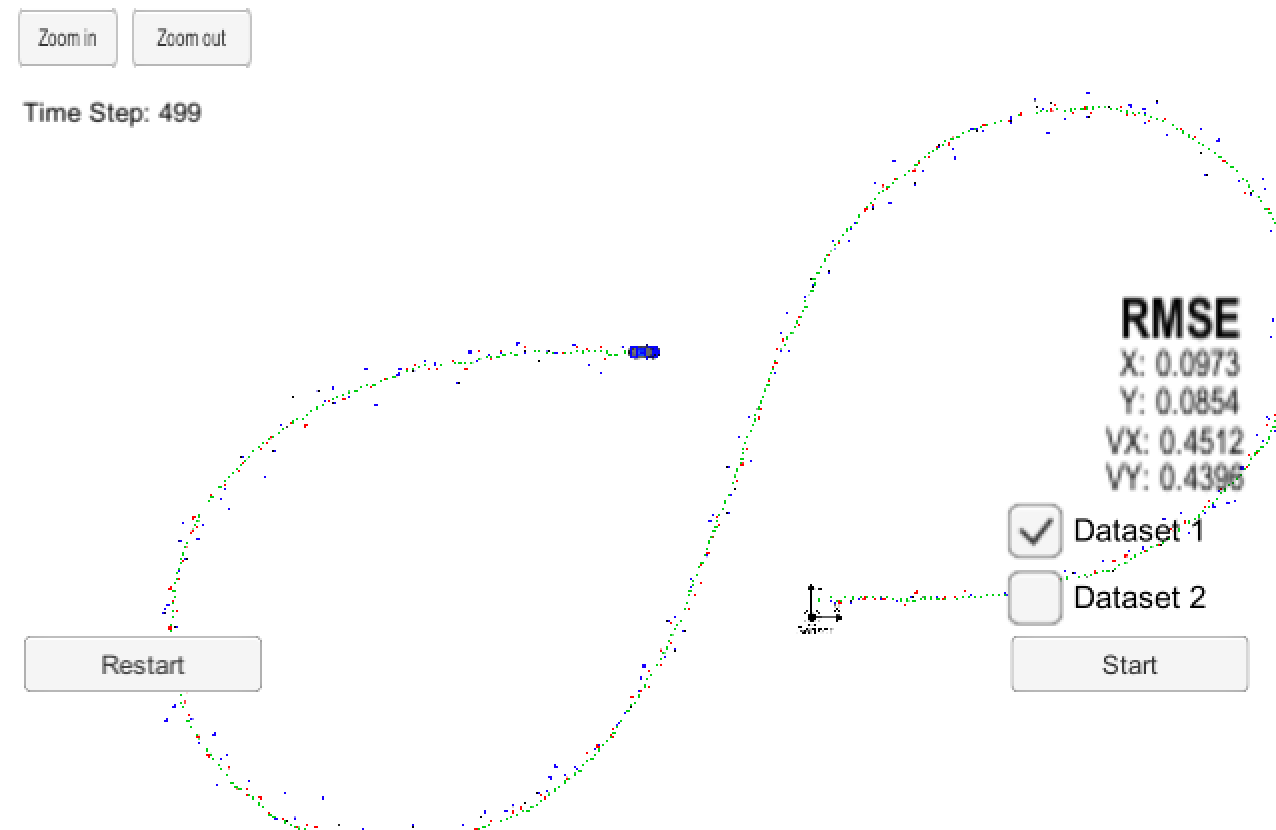 Zoom in
Zoom out
Time Step: 499
RMSE
X: 0.0973
Y: 0.0854
VX: 0.4512
VY: 0.4396
Dataset 1
Dataset 2
Restart
Start